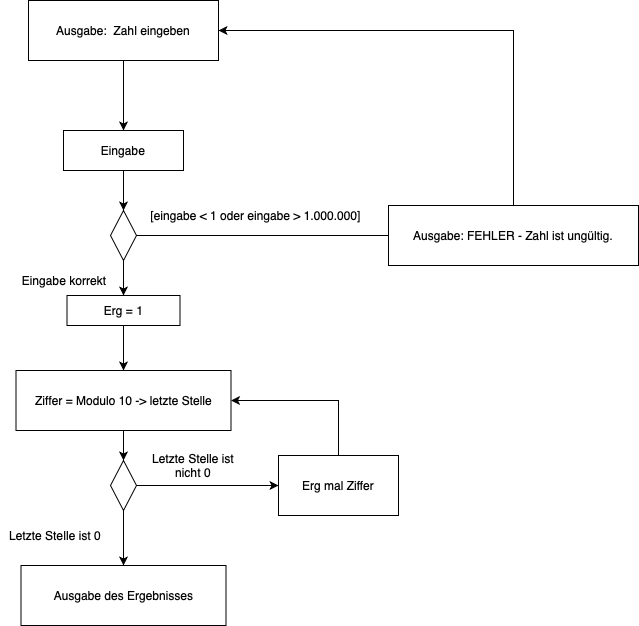 Ausgabe:  Zahl eingeben
Eingabe
[eingabe < 1 oder eingabe > 1.000.000]
Ausgabe: FEHLER - Zahl ist ungültig.
Eingabe korrekt
Erg = 1
Ziffer = Modulo 10 -> letzte Stelle
Letzte Stelle ist
nicht 0
Erg mal Ziffer
Letzte Stelle ist 0
Ausgabe des Ergebnisses